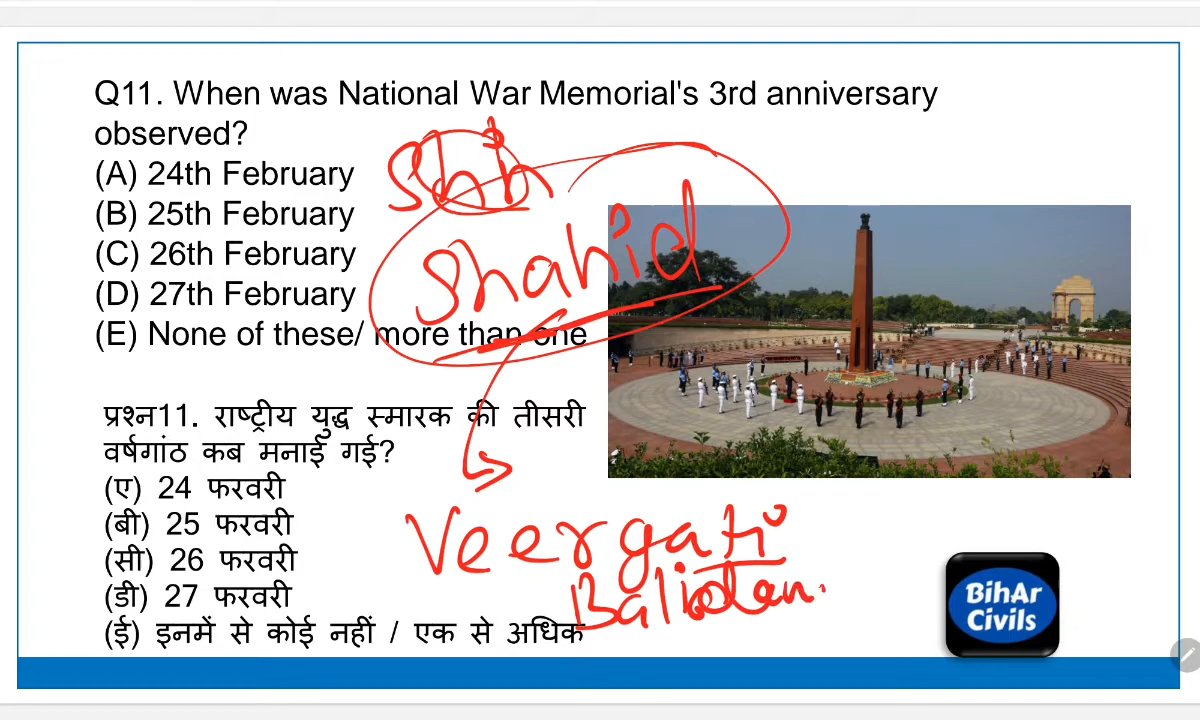 Q11. When was National War Memorial's 3rd anniversary
observed?
(A) 24th February
(B) 25th February
(C) 26th February
(D) 27th February
(E) None of these/ more than one
Shahid
प्रश्न11. राष्ट्रीय युद्ध स्मारक की तीसरी
वर्षगांठ कब मनाई गई?
(ए) 24 फरवरी
(बी) 25 फरवरी
(सी) 26 फरवरी
(डी) 27 फरवरी
(ई) इनमें से कोई नहीं / एक से अधिक
Veergati
Balidan.
BihAr
Civils